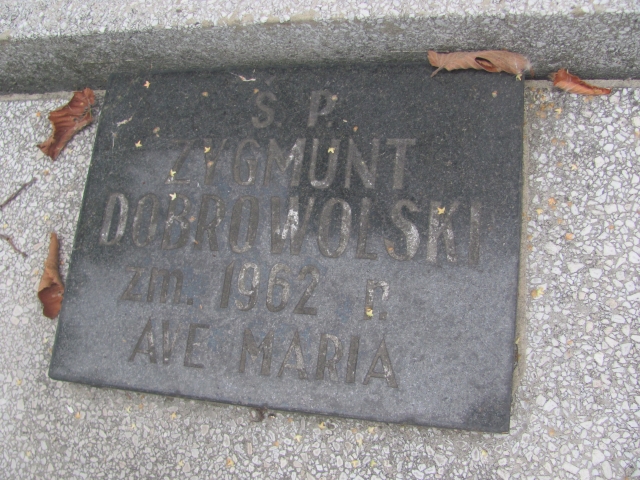 Ś P
ZYGMUNT
DOBROWOLSKI
zm. 1962 r.
AVE MARIA